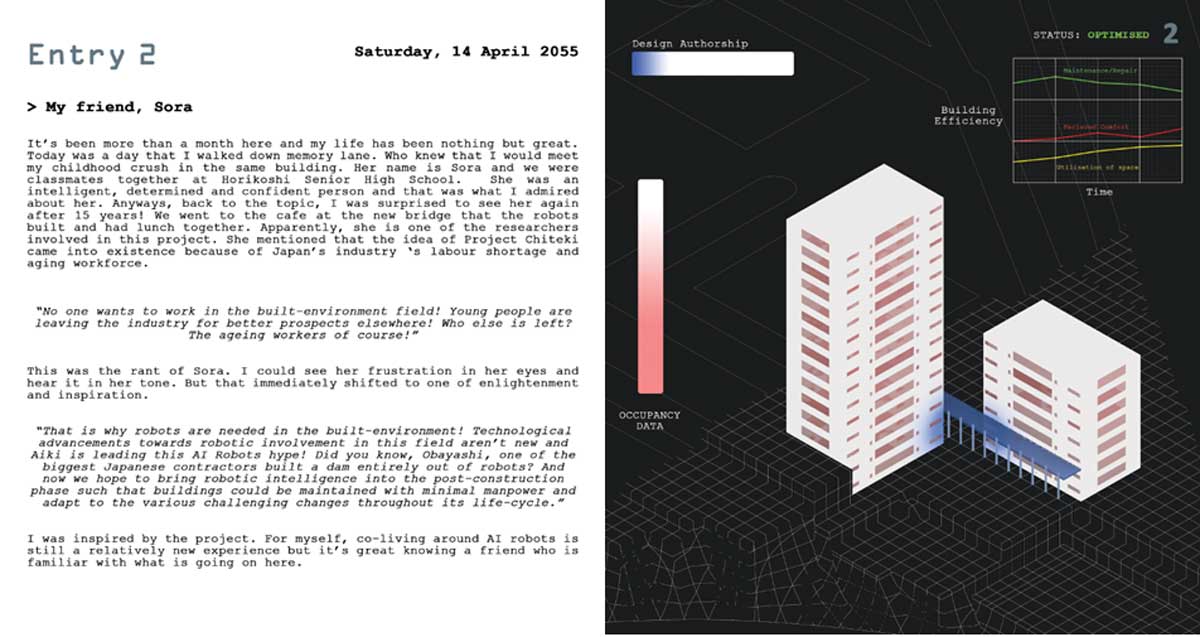 Entry 2
Saturday, 14 April 2055
> My friend, Sora
It's been more than a month here and my life has been nothing but great.
Today was a day that I walked down memory lane. Who knew that I would meet
my childhood crush in the same building. Her name is Sora and we were
classmates together at Horikoshi Senior High School. She was an
intelligent, determined and confident person and that was what I admired
about her. Anyways, back to the topic, I was surprised to see her again
after 15 years! We went to the cafe at the new bridge that the robots
built and had lunch together. Apparently, she is one of the researchers
involved in this project. She mentioned that the idea of Project Chiteki
came into existence because of Japan's industry 's labour shortage and
aging workforce.
"No one wants to work in the built-environment field! Young people are
leaving the industry for better prospects elsewhere! Who else is left?
The ageing workers of course!"
This was the rant of Sora. I could see her frustration in her eyes and
hear it in her tone. But that immediately shifted to one of enlightenment
and inspiration.
"That is why robots are needed in the built-environment! Technological
advancements towards robotic involvement in this field aren't new and
Aiki is leading this AI Robots hype! Did you know, Obayashi, one of the
biggest Japanese contractors built a dam entirely out of robots? And
now we hope to bring robotic intelligence into the post-construction
phase such that buildings could be maintained with minimal manpower and
adapt to the various challenging changes throughout its life-cycle."
I was inspired by the project. For myself, co-living around AI robots is
still a relatively new experience but it's great knowing a friend who is
familiar with what is going on here.
Design Authorship
STATUS: OPTIMISED 2
Maintenance/Repair
Building
Efficiency
Percieved Comfort
Utilisation of space
Time
OCCUPANCY
DATA